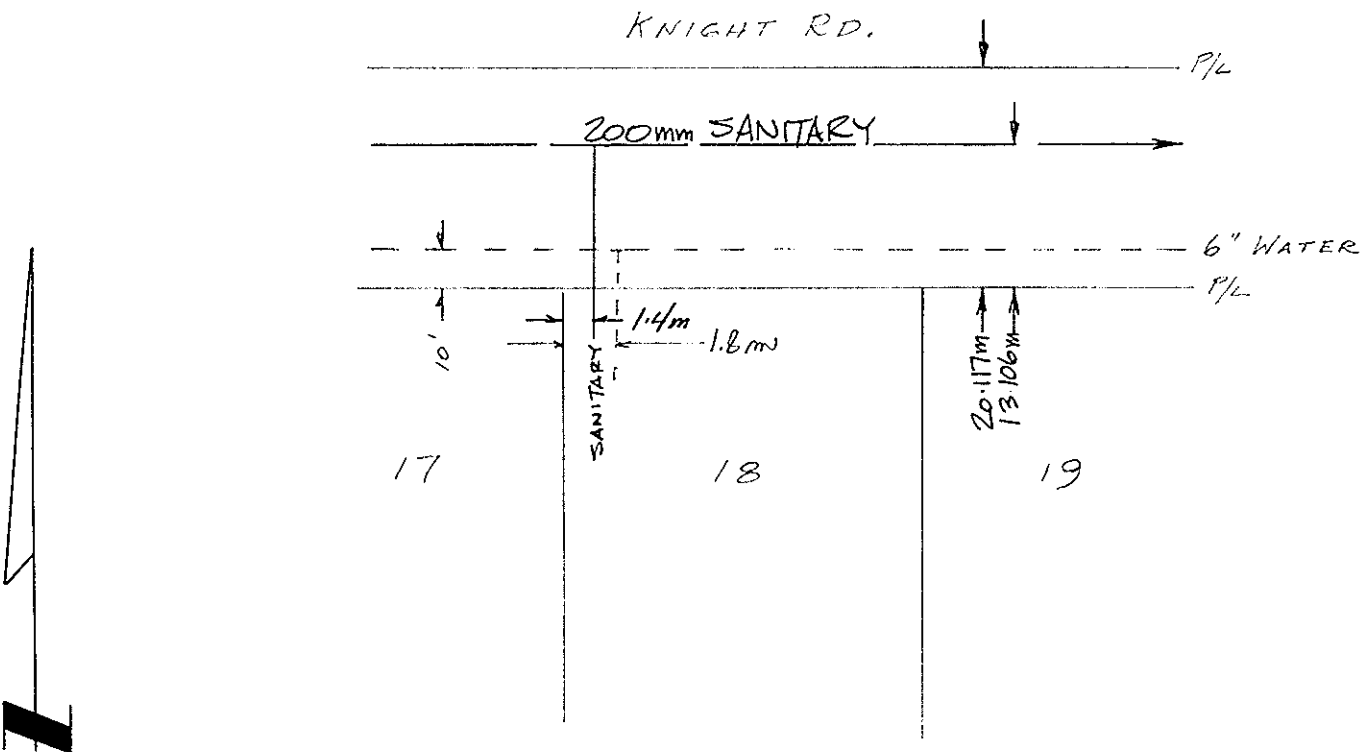 KNIGHT RD.
P/L
200mm SANITARY
6" WATER
P/L
10'
1.4m
1.8m
SANITARY
20.117m
13.106m
17
18
19